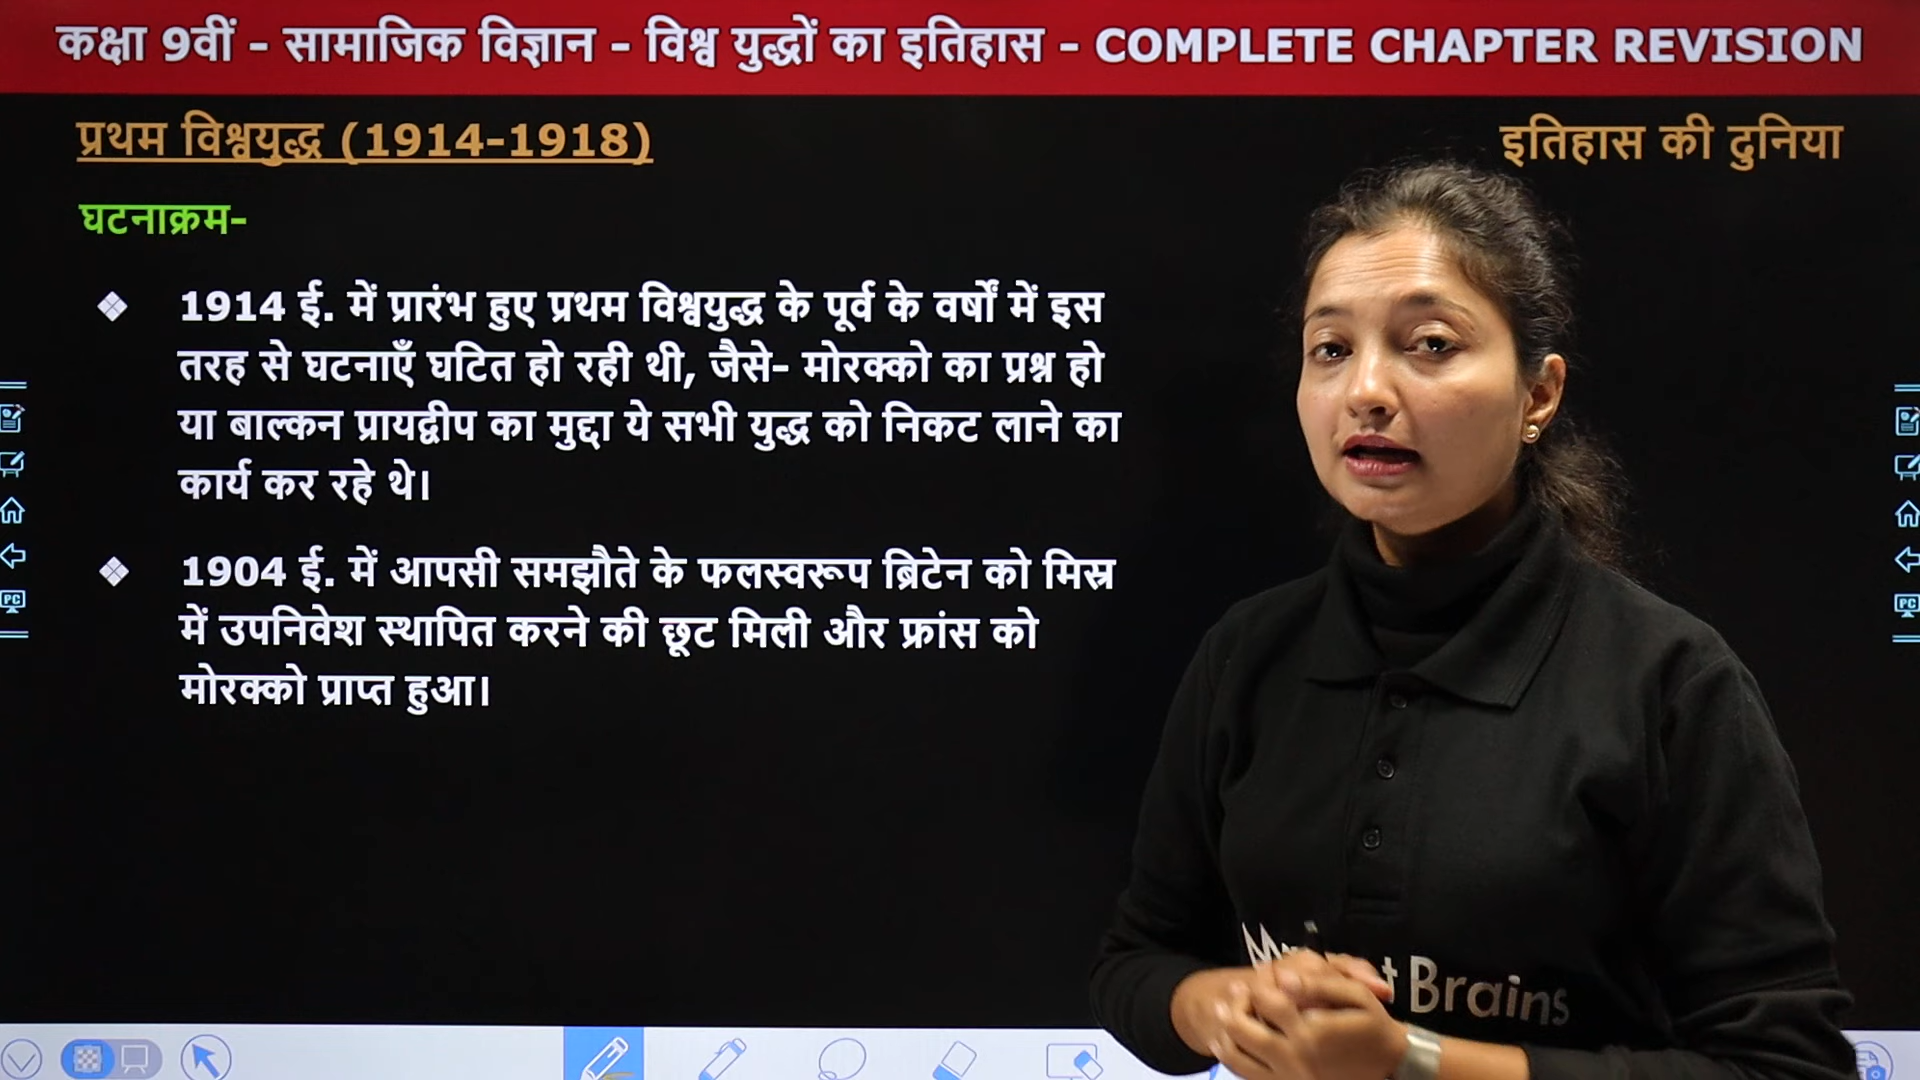 कक्षा 9वीं - सामाजिक विज्ञान - विश्व युद्धों का इतिहास - COMPLETE CHAPTER REVISION
प्रथम विश्वयुद्ध (1914-1918)
इतिहास की दुनिया
घटनाक्रम-
❖ 1914 ई. में प्रारंभ हुए प्रथम विश्वयुद्ध के पूर्व के वर्षों में इस
तरह से घटनाएँ घटित हो रही थी, जैसे- मोरक्को का प्रश्न हो
या बाल्कन प्रायद्वीप का मुद्दा ये सभी युद्ध को निकट लाने का
कार्य कर रहे थे।
❖ 1904 ई. में आपसी समझौते के फलस्वरूप ब्रिटेन को मिस्र
में उपनिवेश स्थापित करने की छूट मिली और फ्रांस को
मोरक्को प्राप्त हुआ।
PC
PC
Brains